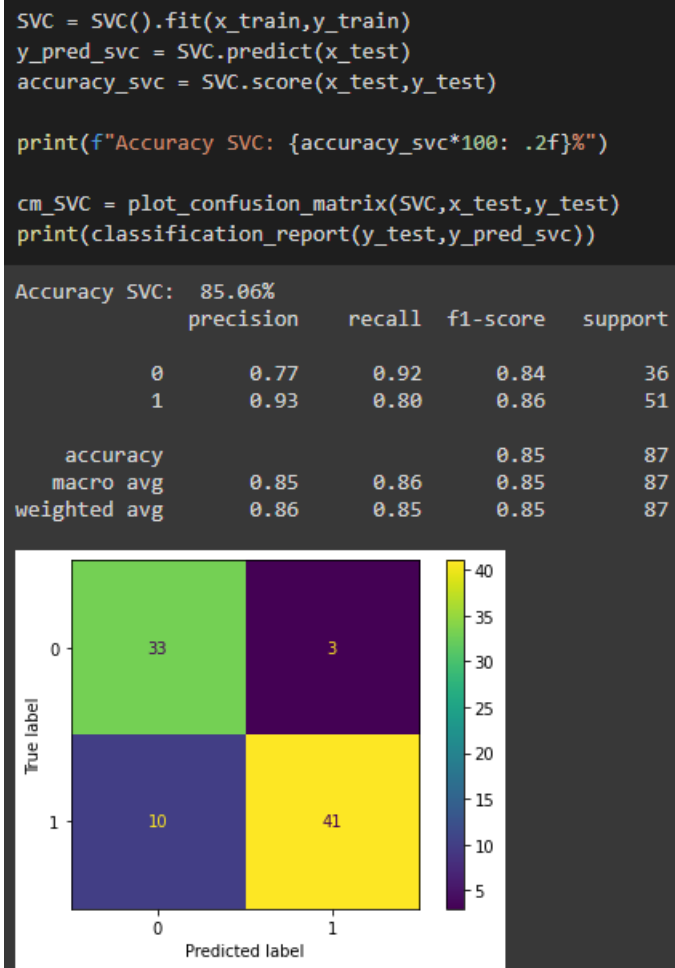 SVC = SVC().fit(x_train,y_train)
y_pred_svc = SVC.predict(x_test)
accuracy_svc = SVC.score(x_test,y_test)
print(f"Accuracy SVC: {accuracy_svc*100: .2f}%")
cm_SVC = plot_confusion_matrix(SVC,x_test,y_test)
print(classification_report(y_test,y_pred_svc))
Accuracy SVC:  85.06%
precision recall f1-score support
0 0.77 0.92 0.84 36
1 0.93 0.80 0.86 51
accuracy 0.85 87
macro avg 0.85 0.86 0.85 87
weighted avg 0.86 0.85 0.85 87
True label
0
1
33 3
10 41
0 1
Predicted label
40
35
30
25
20
15
10
5